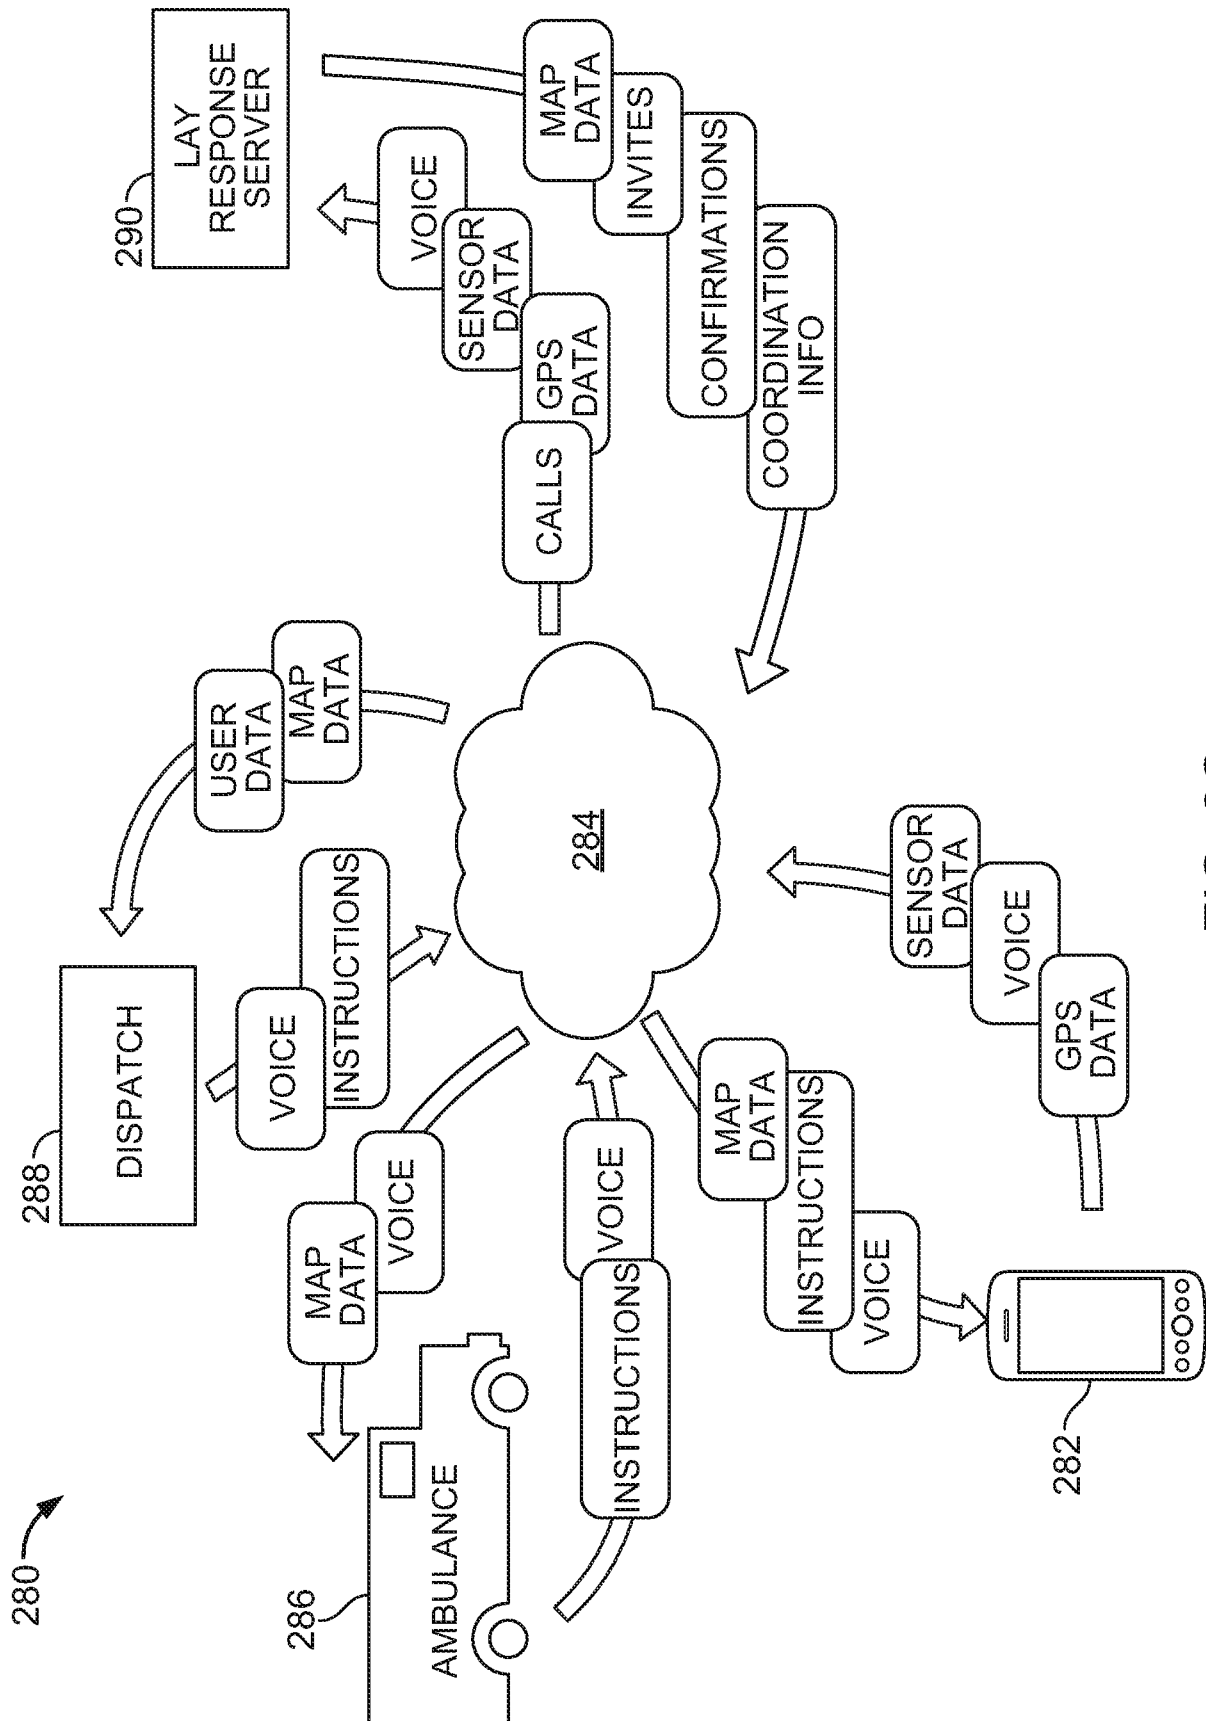 280
286
AMBULANCE
MAP
DATA
VOICE
INSTRUCTIONS
VOICE
288
DISPATCH
VOICE
INSTRUCTIONS
USER
DATA
MAP
DATA
290
LAY
RESPONSE
SERVER
VOICE
SENSOR
DATA
GPS
DATA
CALLS
MAP
DATA
INVITES
CONFIRMATIONS
COORDINATION
INFO
284
MAP
DATA
INSTRUCTIONS
VOICE
282
SENSOR
DATA
VOICE
GPS
DATA